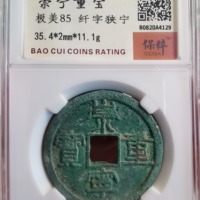 崇宁重宝
极美85 纤字狭宁
35.4*2mm*11.1g
保粹
8082044129
BAO CUI COINS RATING
崇
寶 重
寧